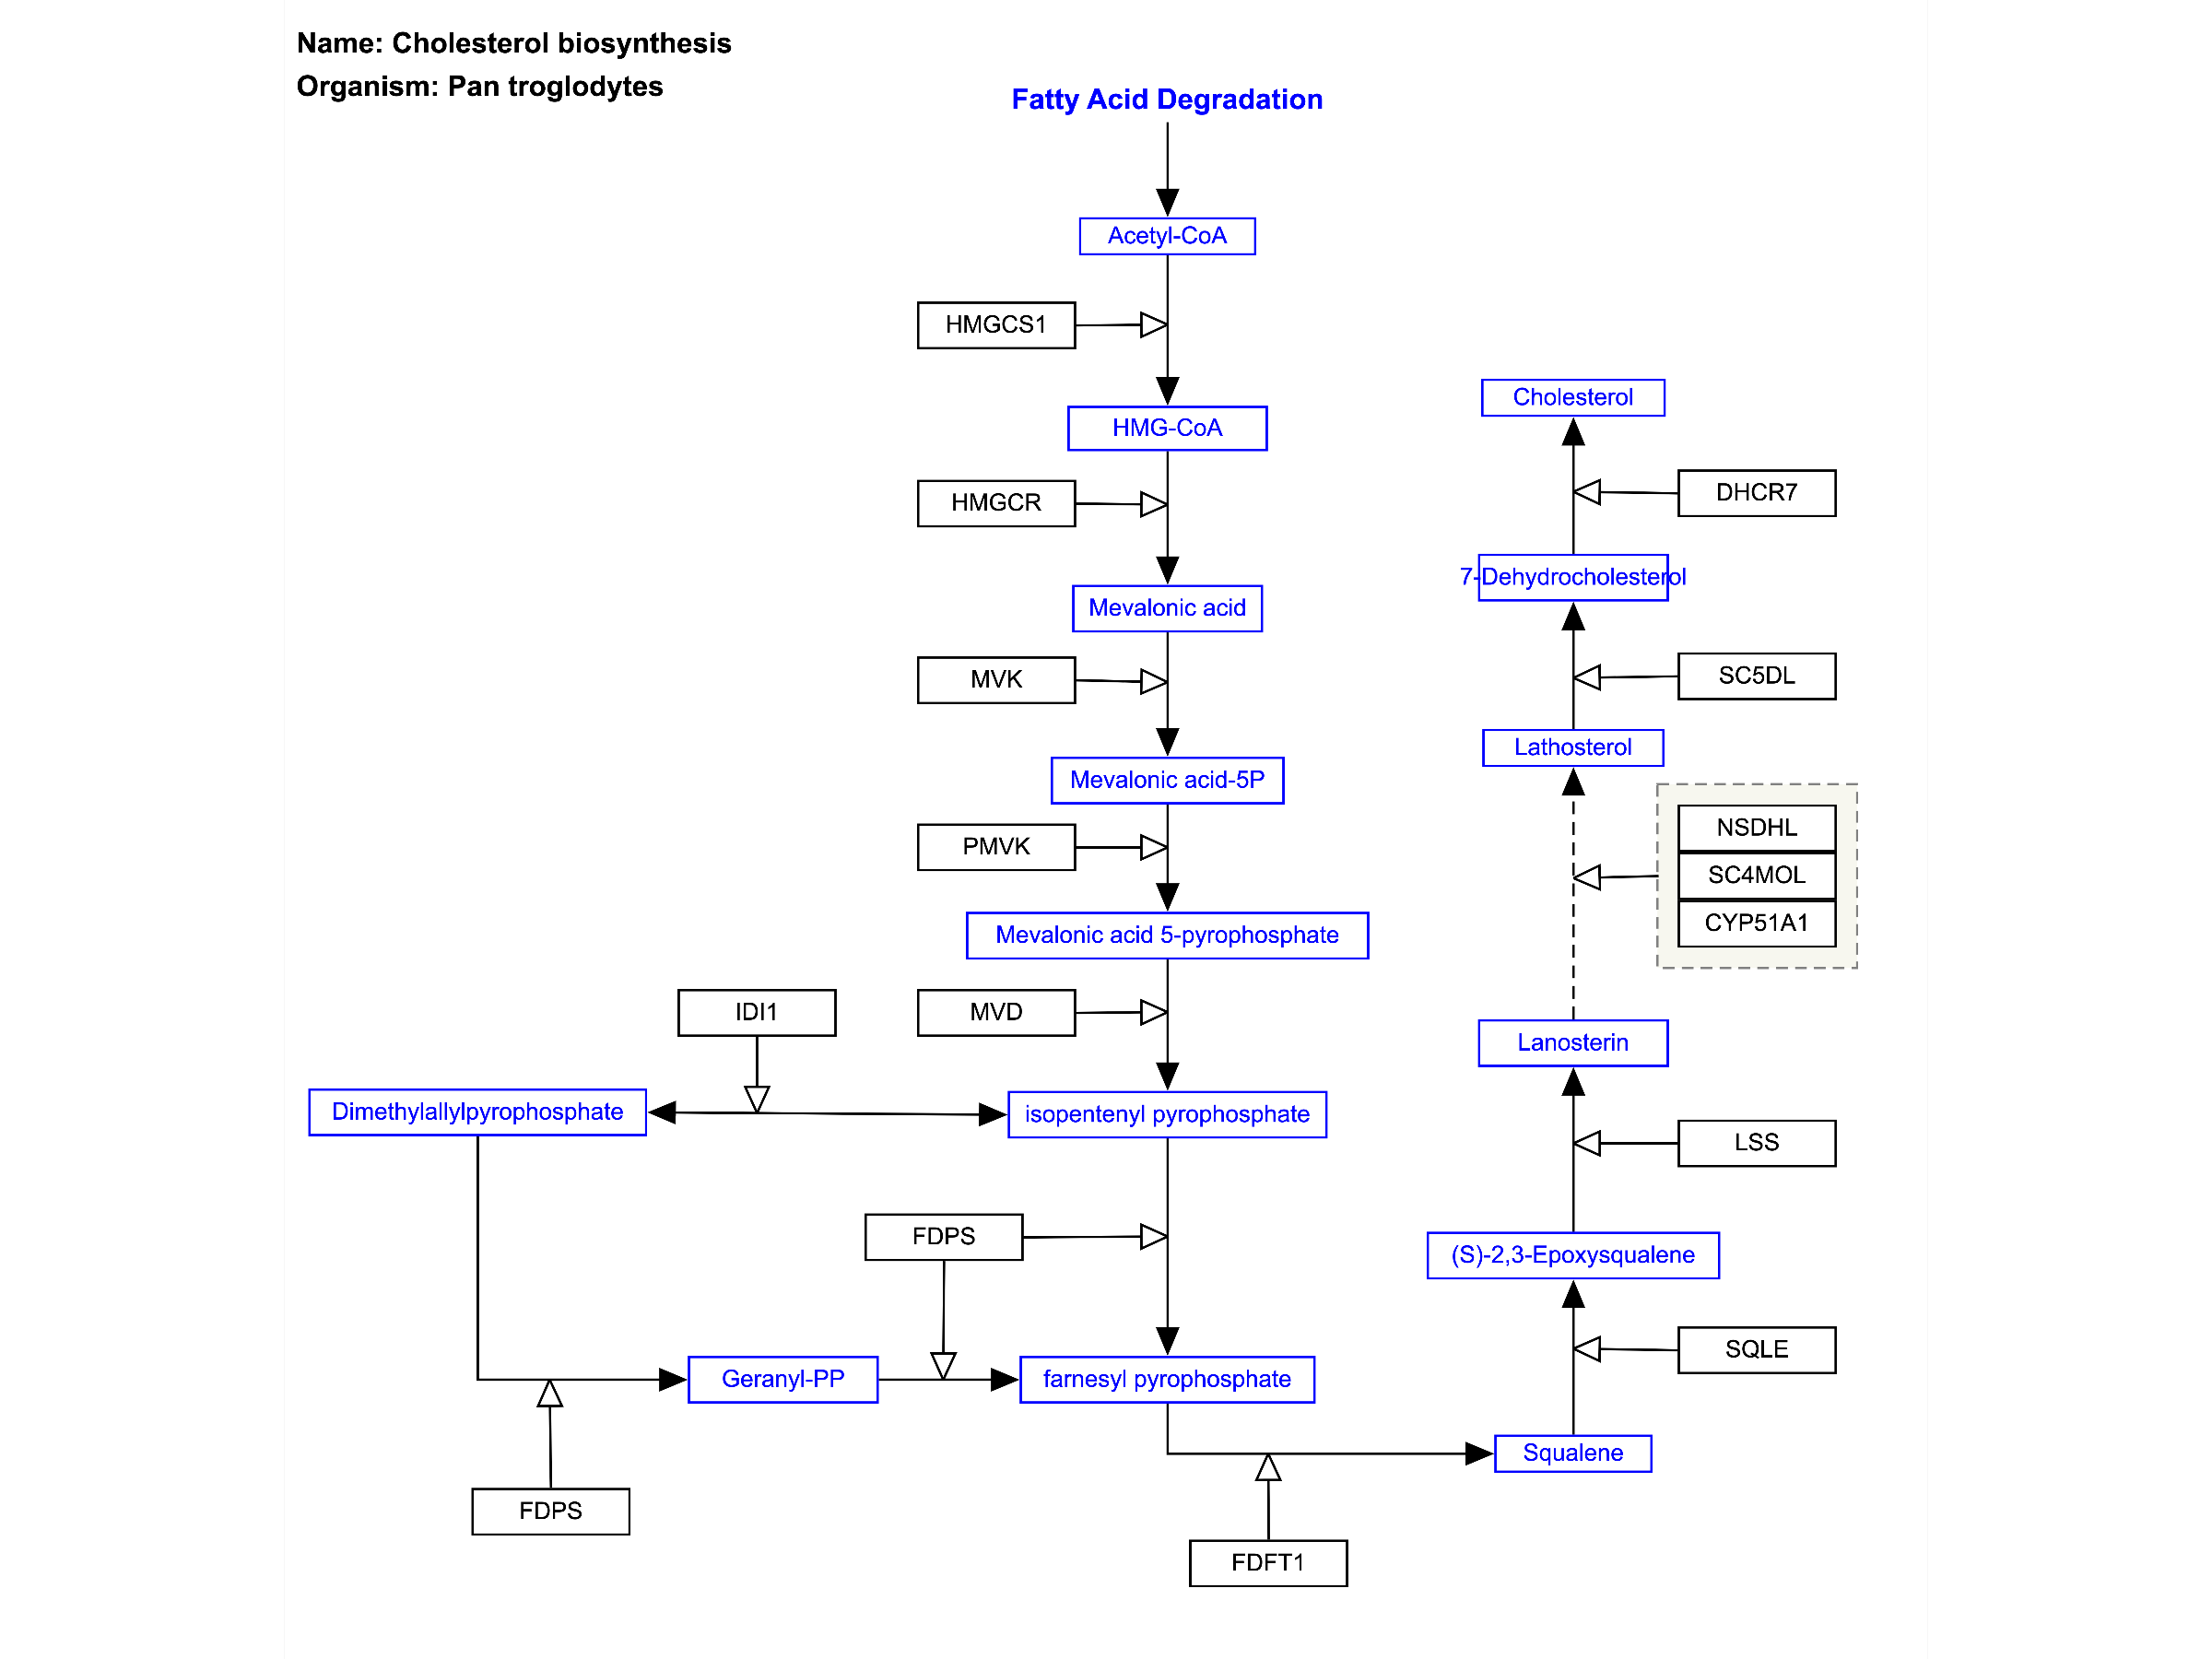 Name: Cholesterol biosynthesis
Organism: Pan troglodytes
Fatty Acid Degradation
Acetyl-CoA
HMGCS1
HMG-CoA
HMGCR
Mevalonic acid
MVK
Mevalonic acid-5P
PMVK
Mevalonic acid 5-pyrophosphate
MVD
IDI1
Dimethylallylpyrophosphate
isopentenyl pyrophosphate
FDPS
Geranyl-PP
farnesyl pyrophosphate
FDPS
FDFT1
Cholesterol
DHCR7
7-Dehydrocholesterol
SC5DL
Lathosterol
NSDHL
SC4MOL
CYP51A1
Lanosterin
LSS
(S)-2,3-Epoxysqualene
SQLE
Squalene